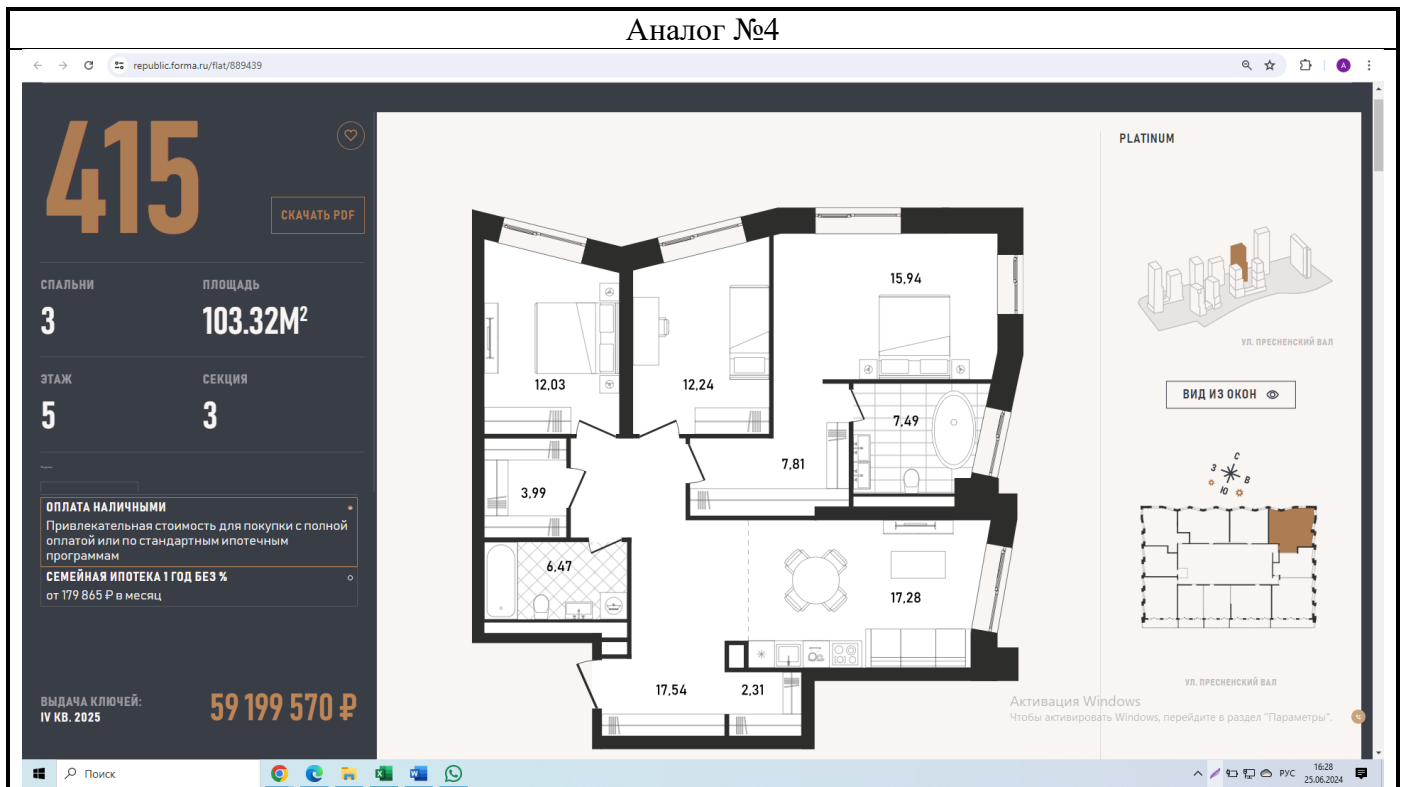 Аналог №4
republic.forma.ru/flat/889439
A
415
СКАЧАТЬ PDF
СПАЛЬНИ
ПЛОЩАДЬ
3
103.32М²
ЭТАЖ
СЕКЦИЯ
5
3
ОПЛАТА НАЛИЧНЫМИ
Привлекательная стоимость для покупки с полной
оплатой или по стандартным ипотечным
программам
СЕМЕЙНАЯ ИПОТЕКА 1 ГОД БЕЗ %
от 179 865 ₽ в месяц
ВЫДАЧА КЛЮЧЕЙ:
IV КВ. 2025
59 199 570 ₽
15,94
12,03
12,24
7,49
7,81
3,99
6,47
17,28
17,54
2,31
PLATINUM
УЛ. ПРЕСНЕНСКИЙ ВАЛ
ВИД ИЗ ОКОН
С
З
В
Ю
УЛ. ПРЕСНЕНСКИЙ ВАЛ
Активация Windows
Чтобы активировать Windows, перейдите в раздел "Параметры".
Поиск
РУС
16:28
25.06.2024